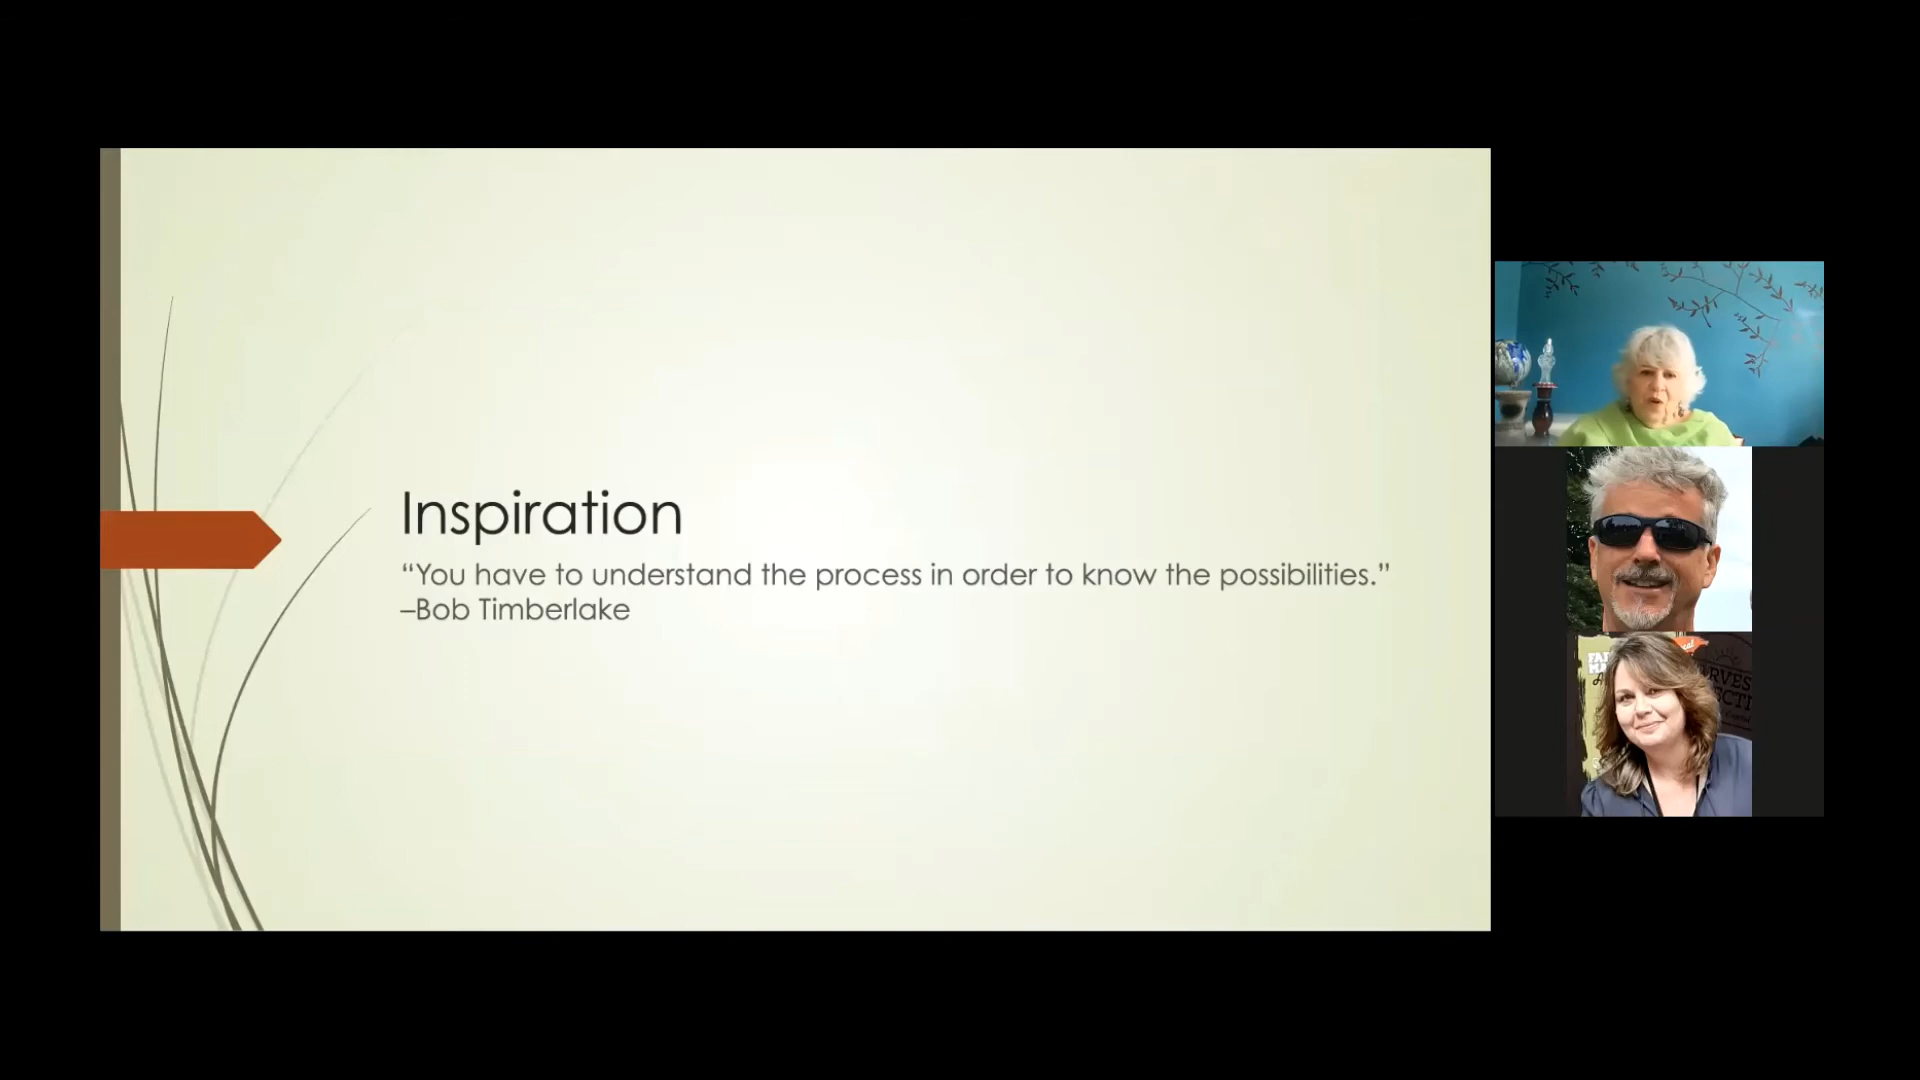 Inspiration
“You have to understand the process in order to know the possibilities.”
–Bob Timberlake